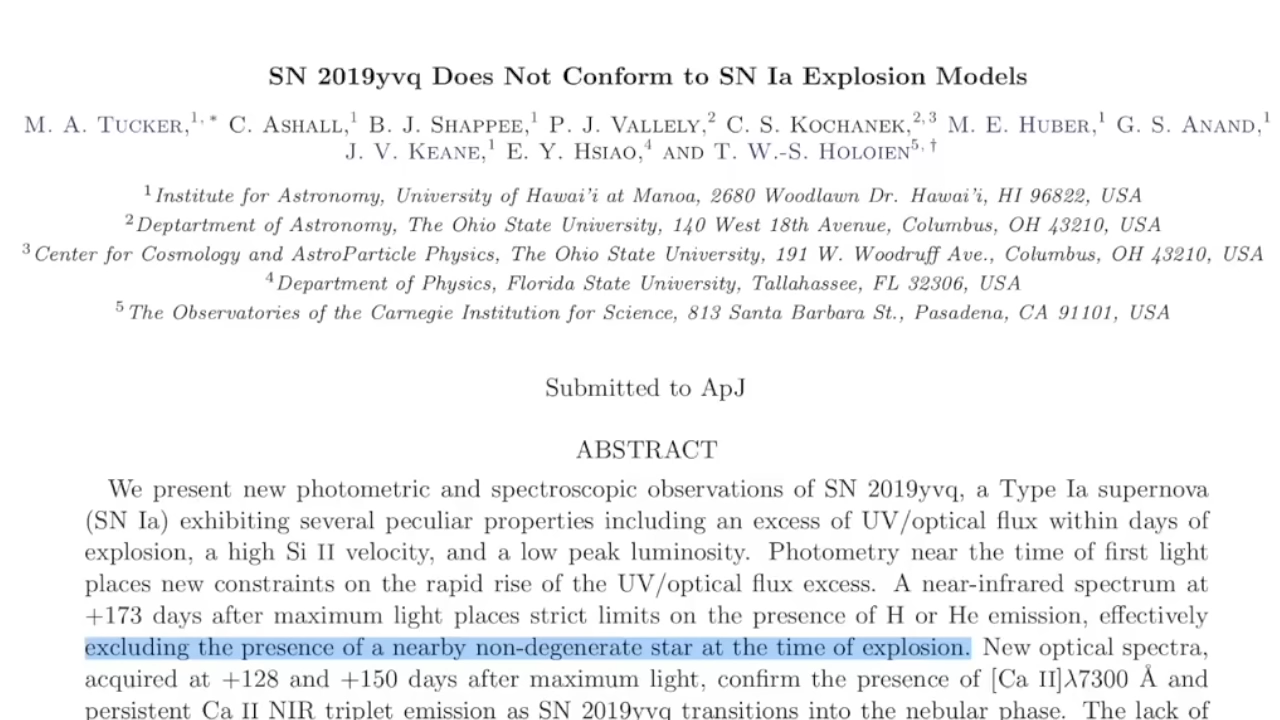 SN 2019yvq Does Not Conform to SN Ia Explosion Models
M. A. Tucker,1, * C. Ashall,1 B. J. Shappee,1 P. J. Vallely,2 C. S. Kochanek,2,3 M. E. Huber,1 G. S. Anand,1
J. V. Keane,1 E. Y. Hsiao,4 and T. W.-S. Holoien5, †
1 Institute for Astronomy, University of Hawai'i at Manoa, 2680 Woodlawn Dr. Hawai'i, HI 96822, USA
2 Deptartment of Astronomy, The Ohio State University, 140 West 18th Avenue, Columbus, OH 43210, USA
3 Center for Cosmology and AstroParticle Physics, The Ohio State University, 191 W. Woodruff Ave., Columbus, OH 43210, USA
4 Department of Physics, Florida State University, Tallahassee, FL 32306, USA
5 The Observatories of the Carnegie Institution for Science, 813 Santa Barbara St., Pasadena, CA 91101, USA
Submitted to ApJ
ABSTRACT
We present new photometric and spectroscopic observations of SN 2019yvq, a Type Ia supernova
(SN Ia) exhibiting several peculiar properties including an excess of UV/optical flux within days of
explosion, a high Si II velocity, and a low peak luminosity. Photometry near the time of first light
places new constraints on the rapid rise of the UV/optical flux excess. A near-infrared spectrum at
+173 days after maximum light places strict limits on the presence of H or He emission, effectively
excluding the presence of a nearby non-degenerate star at the time of explosion. New optical spectra,
acquired at +128 and +150 days after maximum light, confirm the presence of [Ca II]λ7300 Å and
persistent Ca II NIR triplet emission as SN 2019yvq transitions into the nebular phase. The lack of